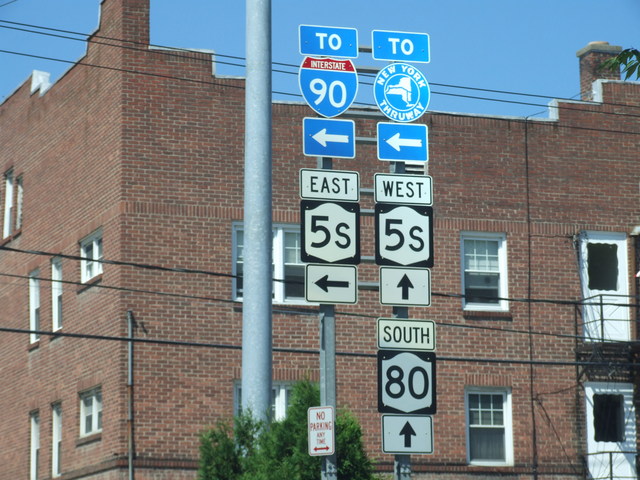 TO
INTERSTATE
90
TO
NEW YORK
THRUWAY
EAST
5S
WEST
5S
SOUTH
80
NO
PARKING
ANY
TIME